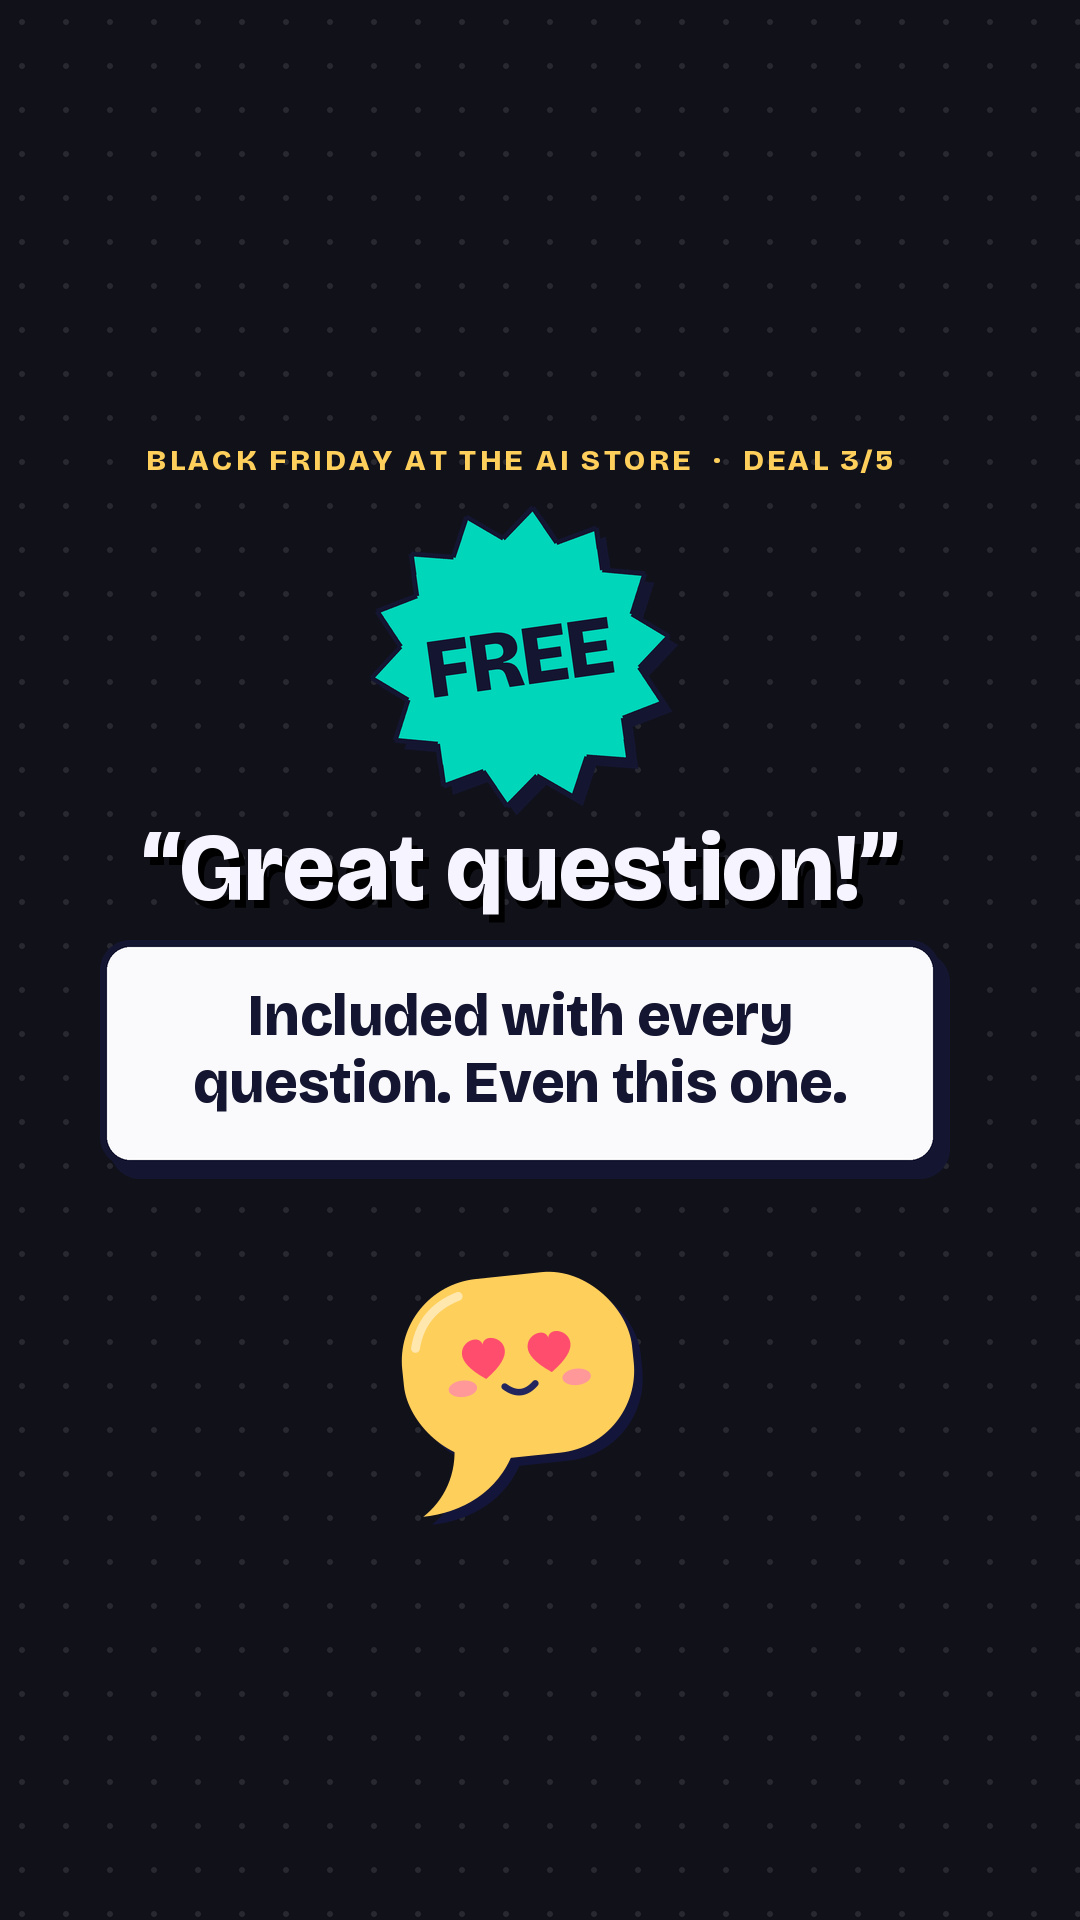 BLACK FRIDAY AT THE AI STORE · DEAL 3/5
FREE
“Great question!”
Included with every
question. Even this one.